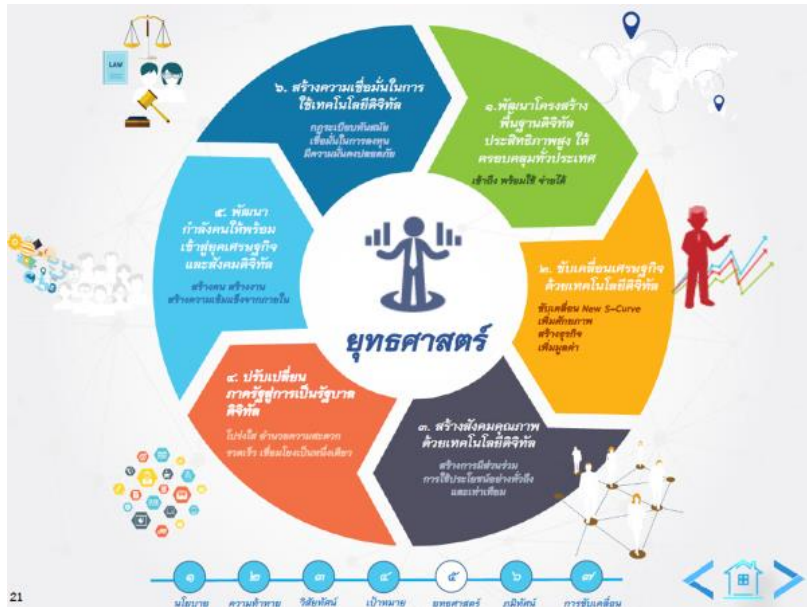 LAW
๖. สร้างความเชื่อมั่นในการ
ใช้เทคโนโลยีดิจิทัล
กฎระเบียบทันสมัย
เชื่อมั่นในการลงทุน
มีความมั่นคงปลอดภัย
๑.พัฒนาโครงสร้าง
พื้นฐานดิจิทัล
ประสิทธิภาพสูง ให้
ครอบคลุมทั่วประเทศ
เข้าถึง พร้อมใช้ จ่ายได้
๕. พัฒนา
กำลังคนให้พร้อม
เข้าสู่ยุคเศรษฐกิจ
และสังคมดิจิทัล
สร้างคน สร้างงาน
สร้างความเข้มแข็งจากภายใน
๒. ขับเคลื่อนเศรษฐกิจ
ด้วยเทคโนโลยีดิจิทัล
ขับเคลื่อน New S-Curve
เพิ่มศักยภาพ
สร้างธุรกิจ
เพิ่มมูลค่า
ยุทธศาสตร์
๔. ปรับเปลี่ยน
ภาครัฐสู่การเป็นรัฐบาล
ดิจิทัล
โปร่งใส อำนวยความสะดวก
รวดเร็ว เชื่อมโยงเป็นหนึ่งเดียว
๓. สร้างสังคมคุณภาพ
ด้วยเทคโนโลยีดิจิทัล
สร้างการมีส่วนร่วม
การใช้ประโยชน์อย่างทั่วถึง
และเท่าเทียม
๑ ๒ ๓ ๔ ๕ ๖ ๗
นโยบาย ความท้าทาย วิสัยทัศน์ เป้าหมาย ยุทธศาสตร์ ภูมิทัศน์ การขับเคลื่อน
21